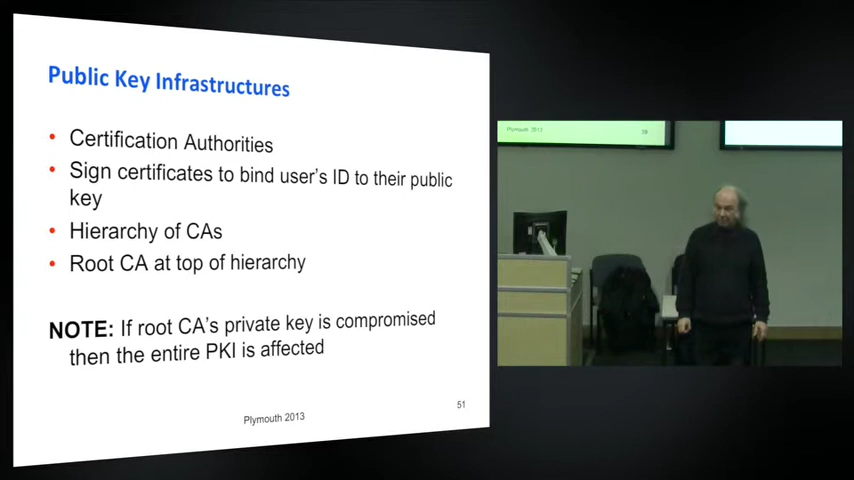 Public Key Infrastructures
• Certification Authorities
• Sign certificates to bind user's ID to their public
key
• Hierarchy of CAs
• Root CA at top of hierarchy
NOTE: If root CA's private key is compromised
then the entire PKI is affected
Plymouth 2013
51
Plymouth 2013